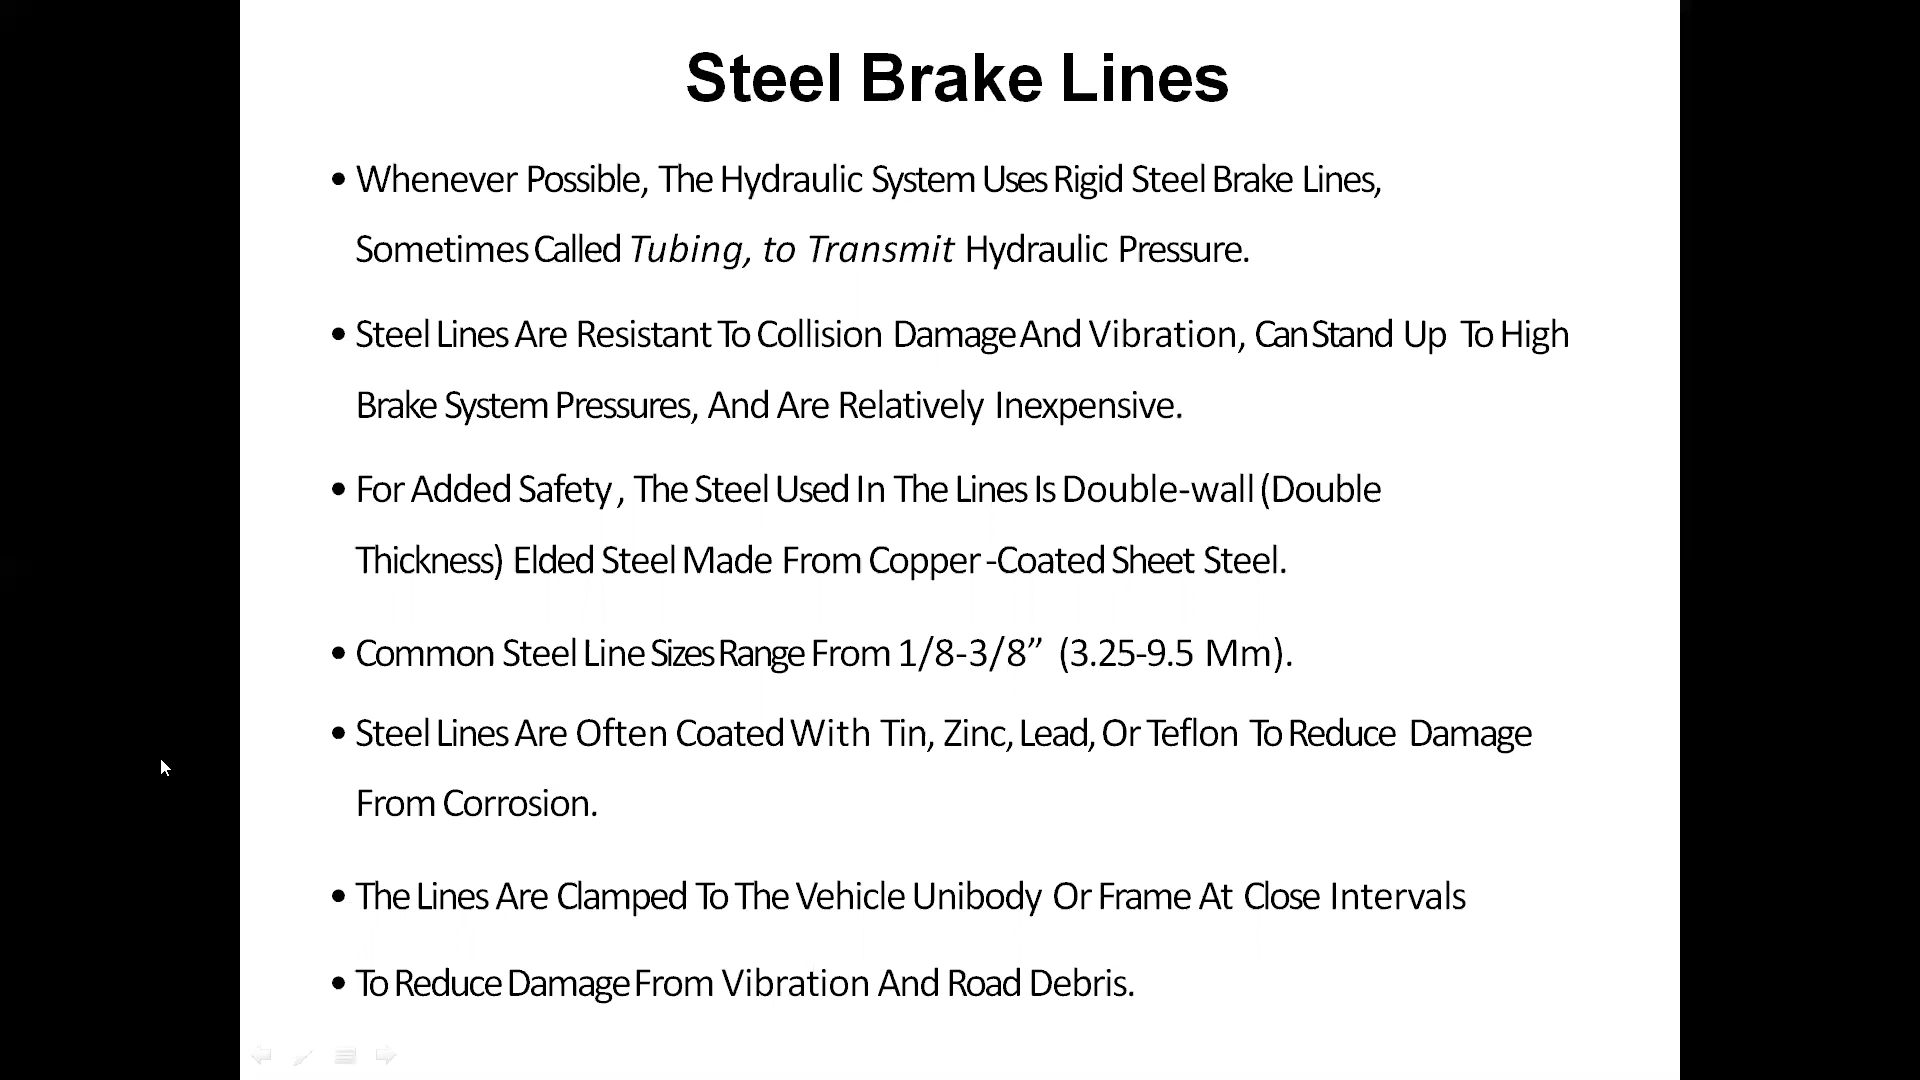 Steel Brake Lines
• Whenever Possible, The Hydraulic System Uses Rigid Steel Brake Lines,
Sometimes Called Tubing, to Transmit Hydraulic Pressure.
• Steel Lines Are Resistant To Collision Damage And Vibration, Can Stand Up To High
Brake System Pressures, And Are Relatively Inexpensive.
• For Added Safety, The Steel Used In The Lines Is Double-wall (Double
Thickness) Elded Steel Made From Copper-Coated Sheet Steel.
• Common Steel Line Sizes Range From 1/8-3/8” (3.25-9.5 Mm).
• Steel Lines Are Often Coated With Tin, Zinc, Lead, Or Teflon To Reduce Damage
From Corrosion.
• The Lines Are Clamped To The Vehicle Unibody Or Frame At Close Intervals
• To Reduce Damage From Vibration And Road Debris.